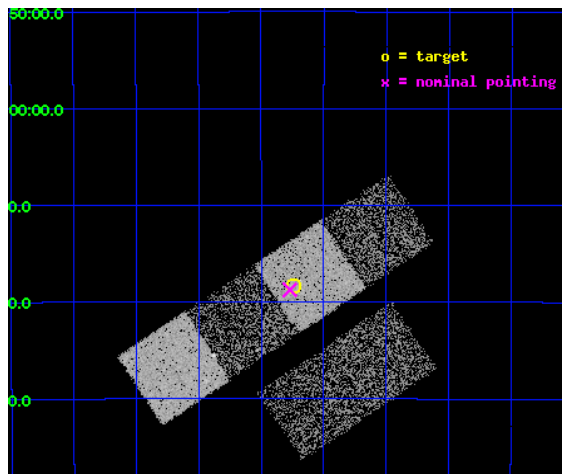 50:00.0
o = target
x = nominal pointing
00:00.0
0.0
0.0
0.0